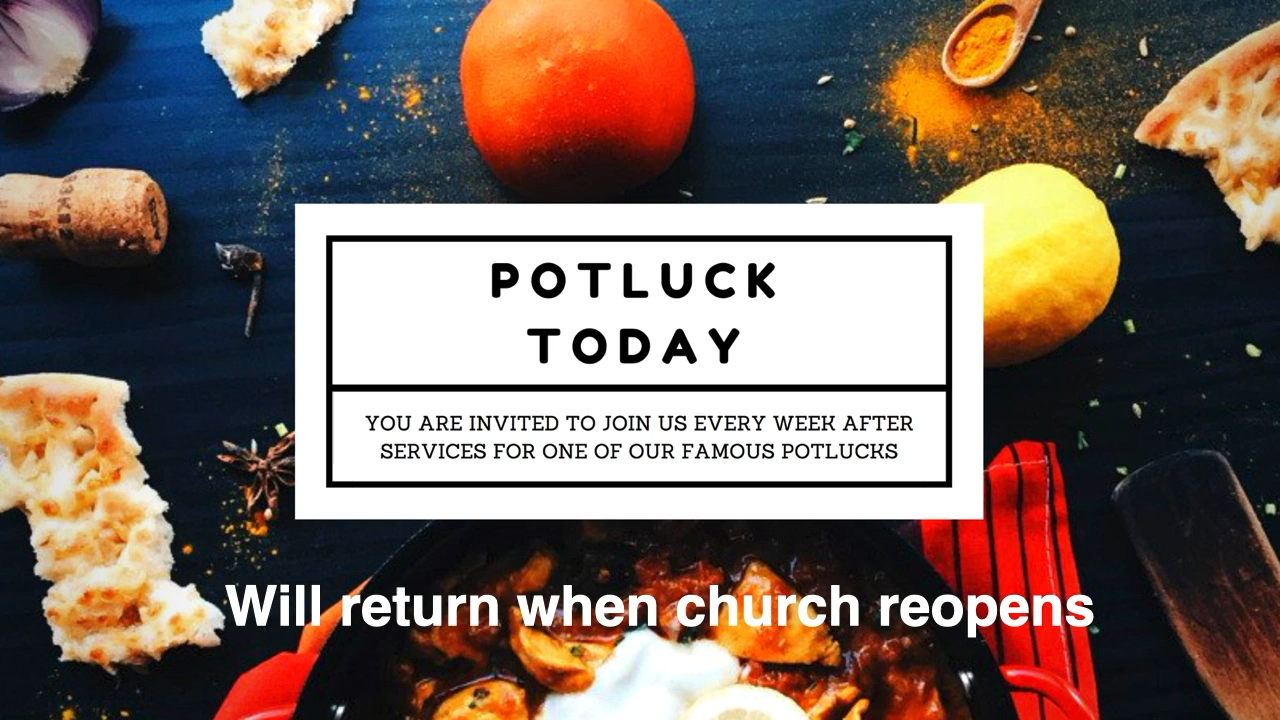 POTLUCK
TODAY
YOU ARE INVITED TO JOIN US EVERY WEEK AFTER
SERVICES FOR ONE OF OUR FAMOUS POTLUCKS
Will return when church reopens